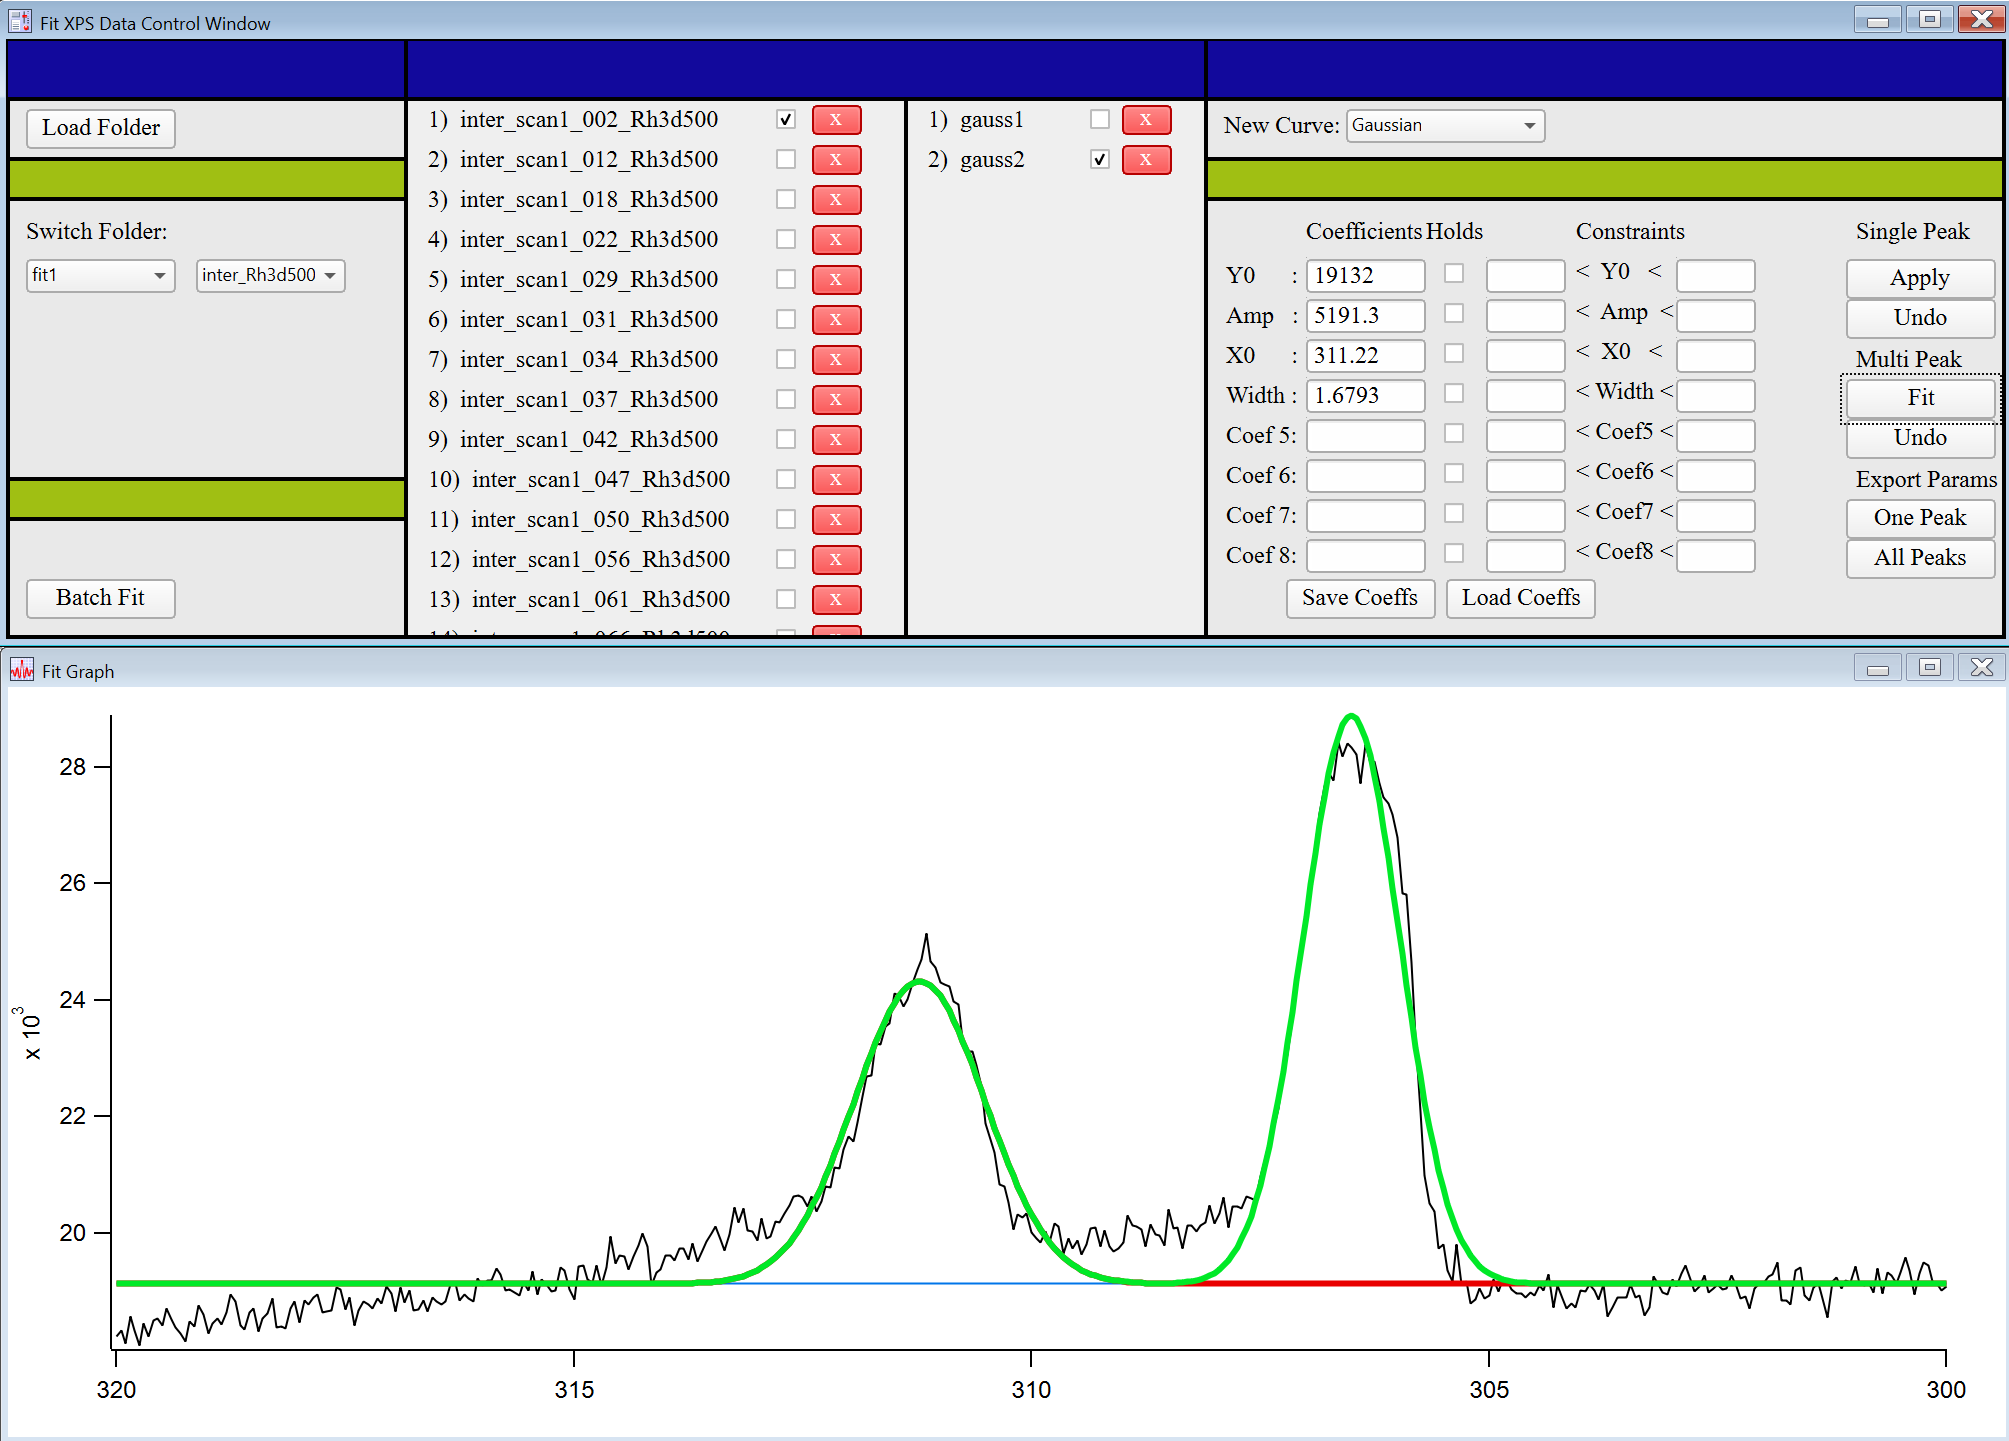 Fit XPS Data Control Window
Load Folder
Switch Folder:
fit1 inter_Rh3d500
Batch Fit
1) inter_scan1_002_Rh3d500 x
2) inter_scan1_012_Rh3d500 x
3) inter_scan1_018_Rh3d500 x
4) inter_scan1_022_Rh3d500 x
5) inter_scan1_029_Rh3d500 x
6) inter_scan1_031_Rh3d500 x
7) inter_scan1_034_Rh3d500 x
8) inter_scan1_037_Rh3d500 x
9) inter_scan1_042_Rh3d500 x
10) inter_scan1_047_Rh3d500 x
11) inter_scan1_050_Rh3d500 x
12) inter_scan1_056_Rh3d500 x
13) inter_scan1_061_Rh3d500 x
1) gauss1 x
2) gauss2 x
New Curve: Gaussian
Coefficients Holds Constraints Single Peak
Y0 : 19132 < Y0 < Apply
Amp : 5191.3 < Amp < Undo
X0 : 311.22 < X0 < Multi Peak
Width : 1.6793 < Width < Fit
Coef 5: < Coef5 < Undo
Coef 6: < Coef6 < Export Params
Coef 7: < Coef7 < One Peak
Coef 8: < Coef8 < All Peaks
Save Coeffs Load Coeffs
Fit Graph
28
26
24
22
20
x 10³
320 315 310 305 300